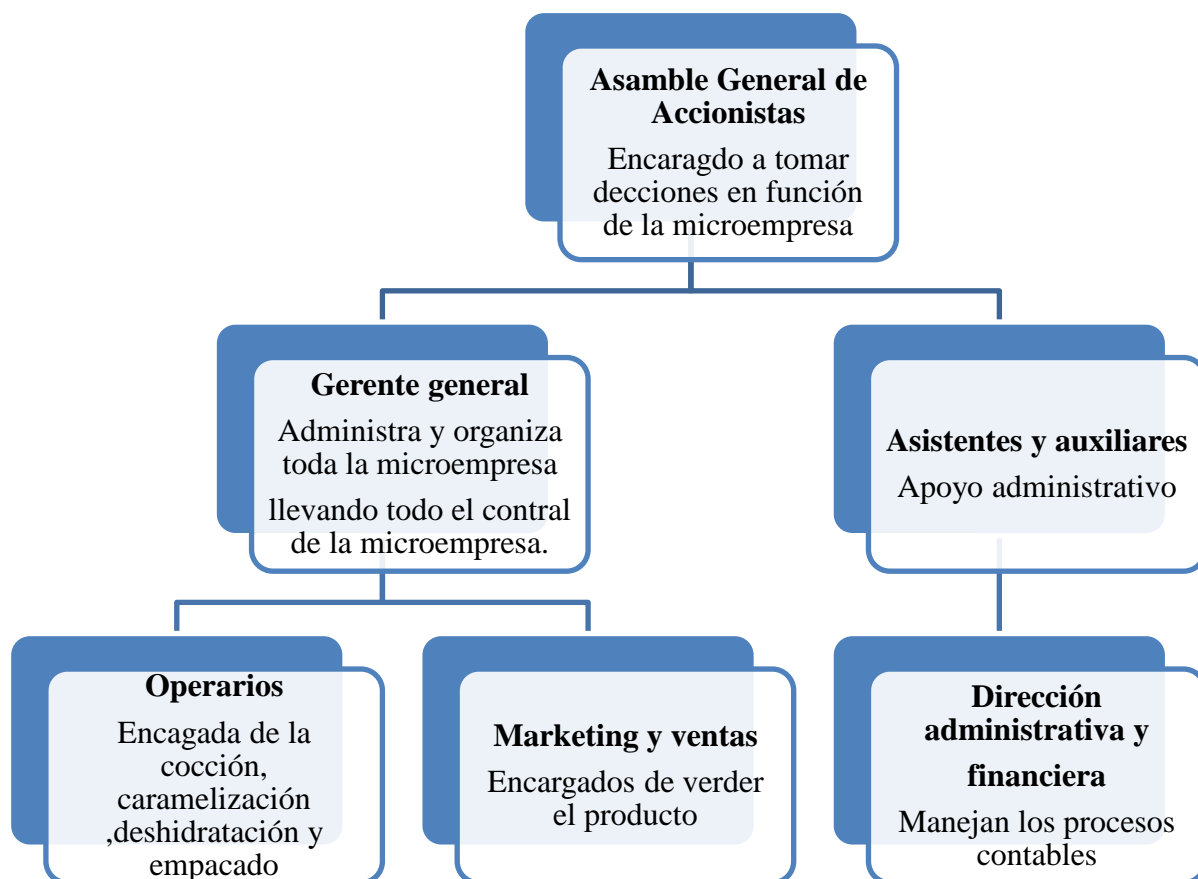 Asamble General de
Accionistas
Encaragdo a tomar
decciones en función
de la microempresa
Gerente general
Administra y organiza
toda la microempresa
llevando todo el contral
de la microempresa.
Asistentes y auxiliares
Apoyo administrativo
Operarios
Encagada de la
cocción,
caramelización
,deshidratación y
empacado
Marketing y ventas
Encargados de verder
el producto
Dirección
administrativa y
financiera
Manejan los procesos
contables